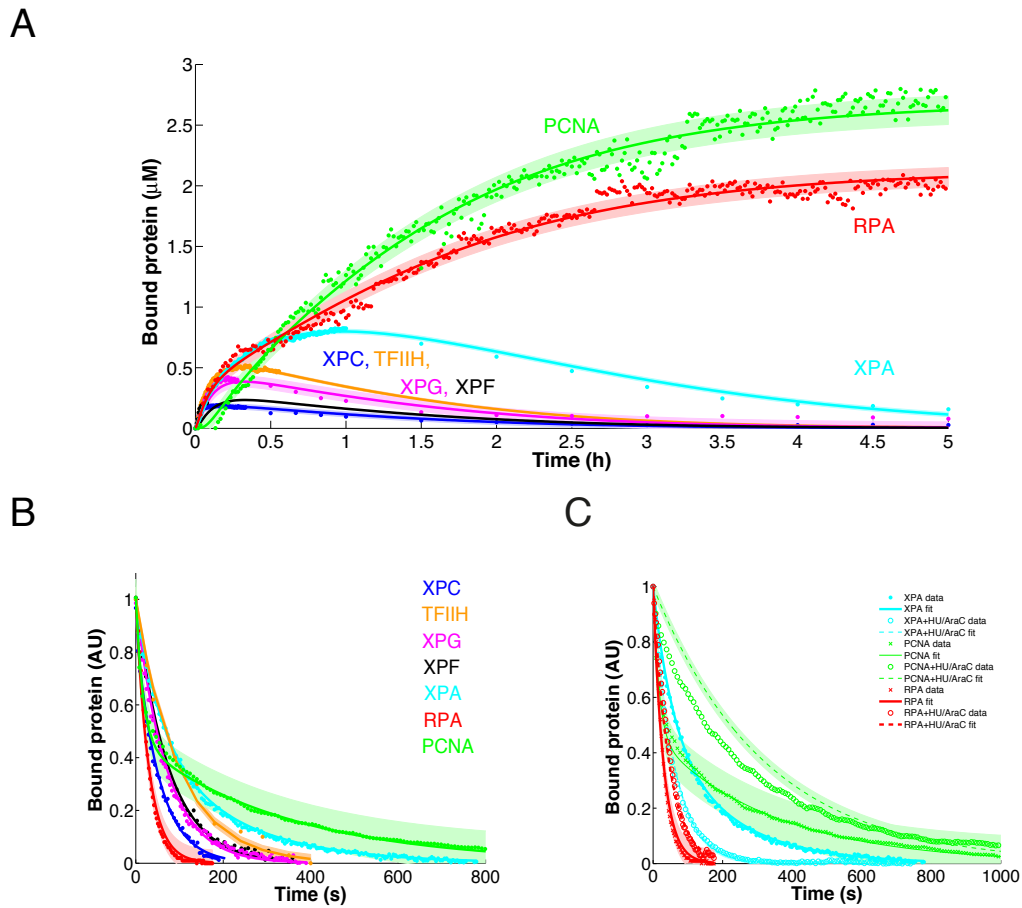 A
3
2.5
2
1.5
1
0.5
0
Bound protein (μM)
PCNA
RPA
XPC, TFIIH,
XPG, XPF
XPA
0 0.5 1 1.5 2 2.5 3 3.5 4 4.5 5
Time (h)
B
1
0.8
0.6
0.4
0.2
0
Bound protein (AU)
XPC
TFIIH
XPG
XPF
XPA
RPA
PCNA
0 200 400 600 800
Time (s)
C
1
0.8
0.6
0.4
0.2
0
Bound protein (AU)
XPA data
XPA fit
XPA+HU/AraC data
XPA+HU/AraC fit
PCNA data
PCNA fit
PCNA+HU/AraC data
PCNA+HU/AraC fit
RPA data
RPA fit
RPA+HU/AraC data
RPA+HU/AraC fit
0 200 400 600 800 1000
Time (s)